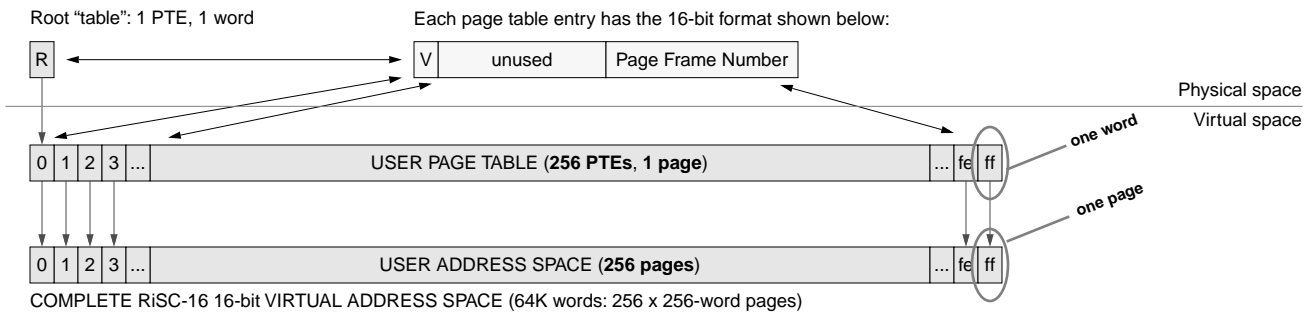 Root “table”: 1 PTE, 1 word
Each page table entry has the 16-bit format shown below:
R
V unused Page Frame Number
Physical space
Virtual space
one word
0 1 2 3 ... USER PAGE TABLE (256 PTEs, 1 page) ... fe ff
one page
0 1 2 3 ... USER ADDRESS SPACE (256 pages) ... fe ff
COMPLETE RiSC-16 16-bit VIRTUAL ADDRESS SPACE (64K words: 256 x 256-word pages)